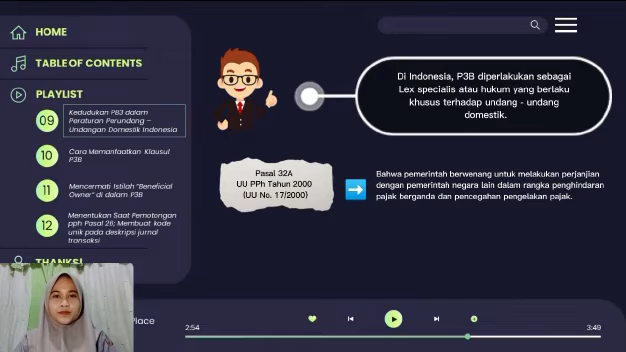 HOME
TABLE OF CONTENTS
PLAYLIST
09
Kedudukan PB3 dalam
Peraturan Perundang –
Undangan Domestik Indonesia
10
Cara Memanfaatkan Klausul
P3B
11
Mencermati Istilah "Beneficial
Owner" di dalam P3B
12
Menentukan Saat Pemotongan
pph Pasal 26; Membuat kode
unik pada deskripsi jurnal
transaksi
THANKS!
Di Indonesia, P3B diperlakukan sebagai
Lex specialis atau hukum yang berlaku
khusus terhadap undang - undang
domestik.
Pasal 32A
UU PPh Tahun 2000
(UU No. 17/2000)
Bahwa pemerintah berwenang untuk melakukan perjanjian
dengan pemerintah negara lain dalam rangka penghindaran
pajak berganda dan pencegahan pengelakan pajak.
Place
2:54
3:49